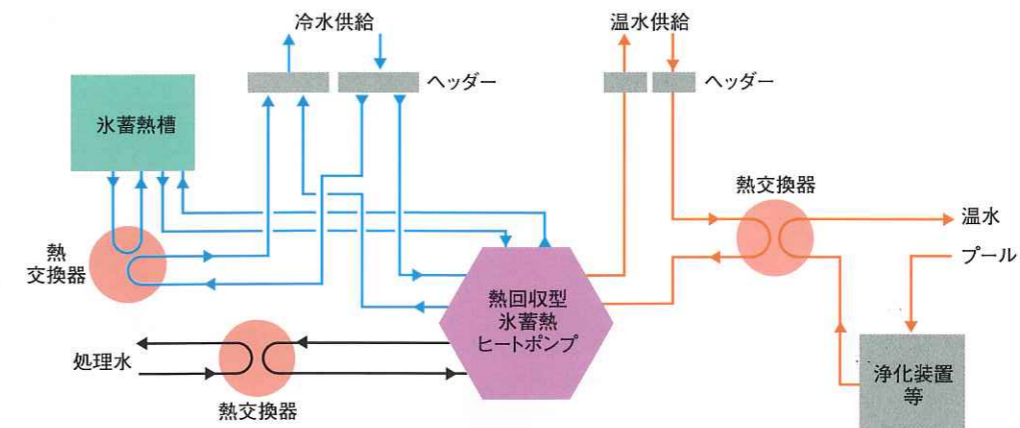 冷水供給
温水供給
ヘッダー
ヘッダー
氷蓄熱槽
熱交換器
温水
プール
熱
交換器
熱回収型
氷蓄熱
ヒートポンプ
処理水
熱交換器
浄化装置
等